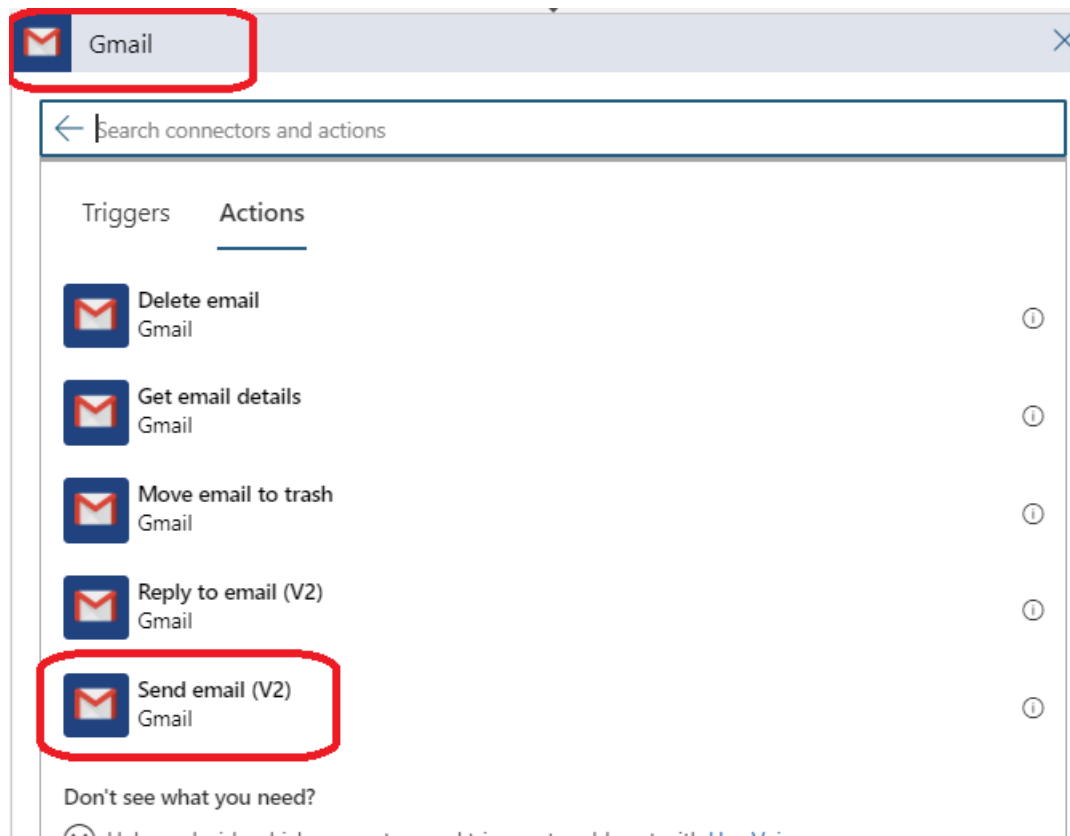 Gmail
Search connectors and actions
Triggers Actions
Delete email
Gmail
Get email details
Gmail
Move email to trash
Gmail
Reply to email (V2)
Gmail
Send email (V2)
Gmail
Don't see what you need?